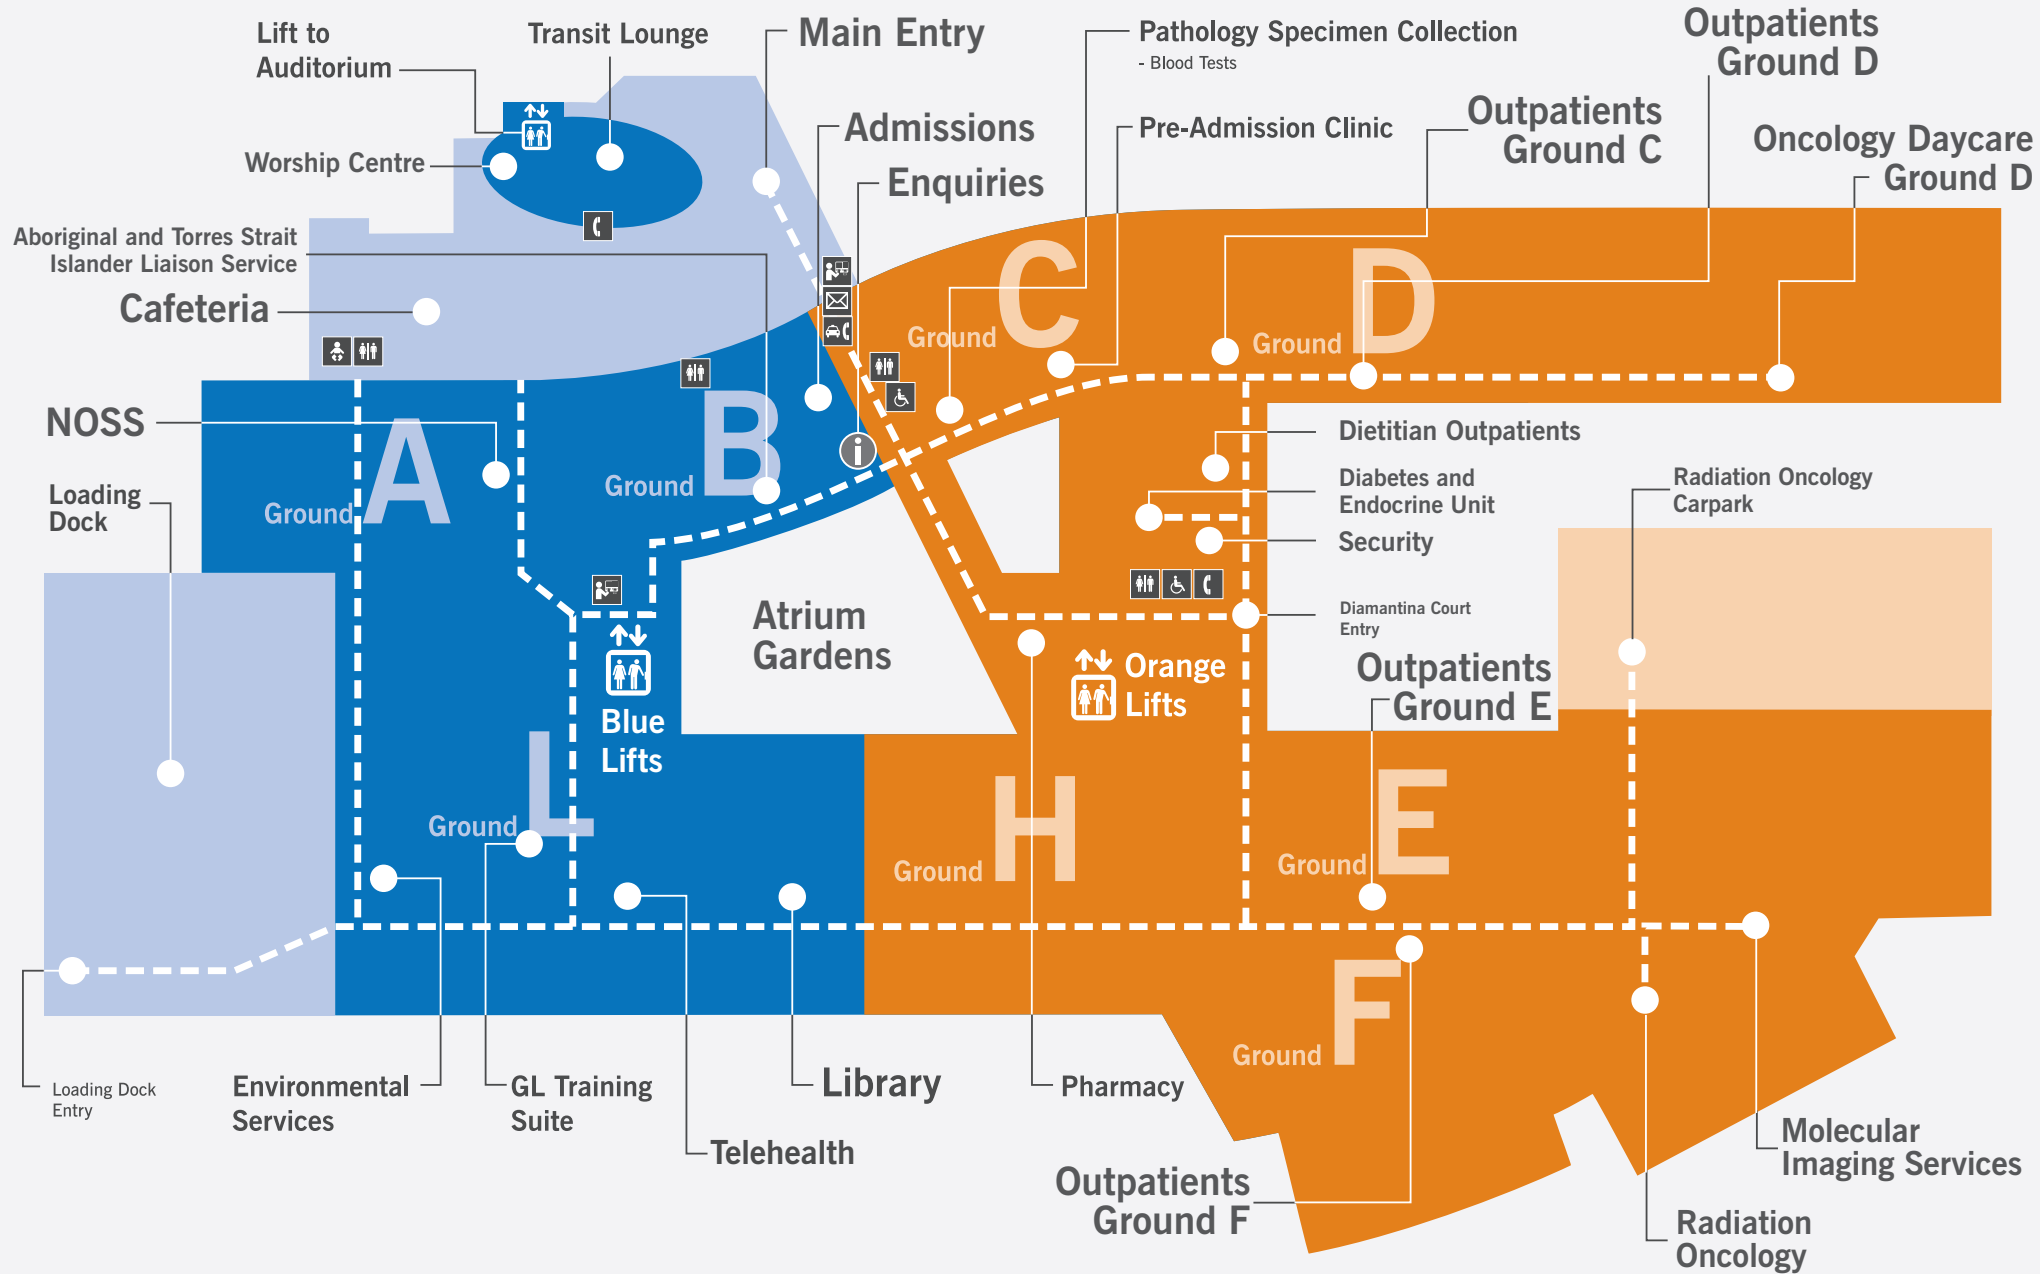 Lift to
Auditorium
Transit Lounge
Main Entry
Pathology Specimen Collection
- Blood Tests
Outpatients
Ground D
Admissions
Pre-Admission Clinic
Outpatients
Ground C
Oncology Daycare
Ground D
Worship Centre
Enquiries
Aboriginal and Torres Strait
Islander Liaison Service
Cafeteria
Ground C
Ground D
NOSS
Ground A
Ground B
i
Loading
Dock
Dietitian Outpatients
Diabetes and
Endocrine Unit
Security
Radiation Oncology
Carpark
Atrium
Gardens
Diamantina Court
Entry
Orange
Lifts
Outpatients
Ground E
Blue
Lifts
Ground L
Ground H
Ground E
Ground F
Loading Dock
Entry
Environmental
Services
GL Training
Suite
Library
Pharmacy
Telehealth
Outpatients
Ground F
Molecular
Imaging Services
Radiation
Oncology